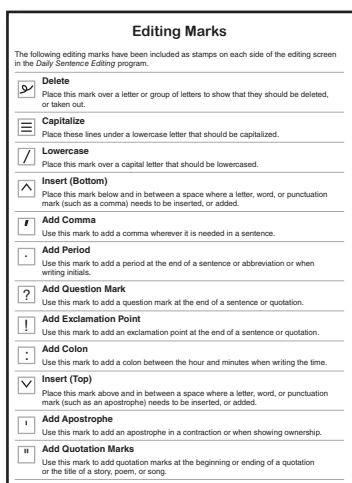 Editing Marks
The following editing marks have been included as stamps on each side of the editing screen
in the Daily Sentence Editing program.
Delete
Place this mark over a letter or group of letters to show that they should be deleted,
or taken out.
Capitalize
Place these lines under a lowercase letter that should be capitalized.
/ Lowercase
Place this mark over a capital letter that should be lowercased.
^ Insert (Bottom)
Place this mark below and in between a space where a letter, word, or punctuation
mark (such as a comma) needs to be inserted, or added.
, Add Comma
Use this mark to add a comma wherever it is needed in a sentence.
. Add Period
Use this mark to add a period at the end of a sentence or abbreviation or when
writing initials.
? Add Question Mark
Use this mark to add a question mark at the end of a sentence or quotation.
! Add Exclamation Point
Use this mark to add an exclamation point at the end of a sentence or quotation.
: Add Colon
Use this mark to add a colon between the hour and minutes when writing the time.
Insert (Top)
Place this mark above and in between a space where a letter, word, or punctuation
mark (such as an apostrophe) needs to be inserted, or added.
' Add Apostrophe
Use this mark to add an apostrophe in a contraction or when showing ownership.
" Add Quotation Marks
Use this mark to add quotation marks at the beginning or ending of a quotation
or the title of a story, poem, or song.